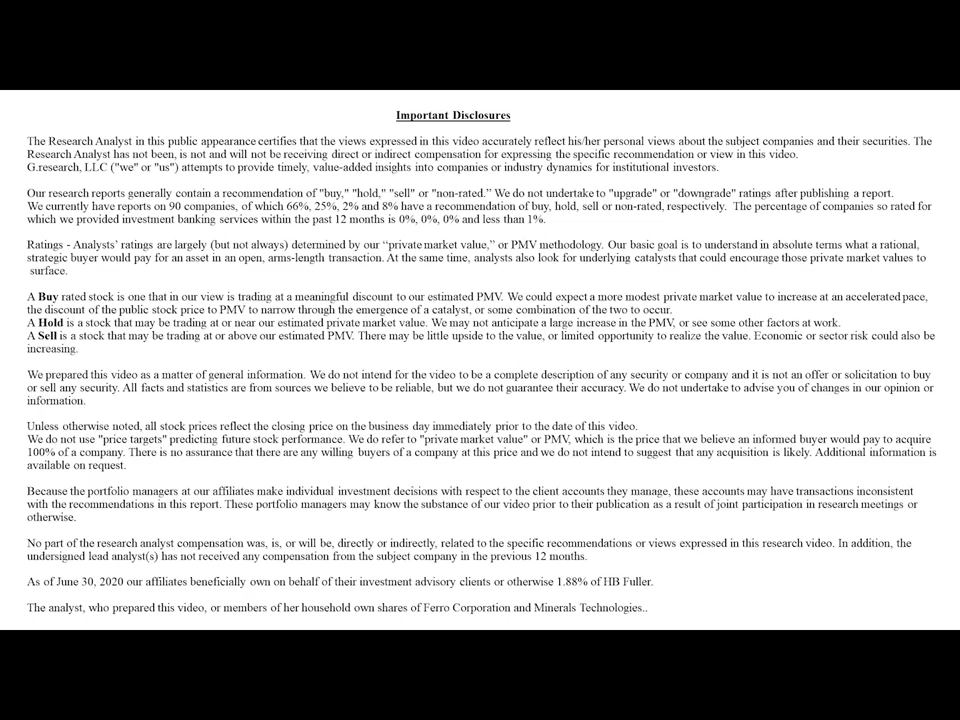 Important Disclosures
The Research Analyst in this public appearance certifies that the views expressed in this video accurately reflect his/her personal views about the subject companies and their securities. The
Research Analyst has not been, is not and will not be receiving direct or indirect compensation for expressing the specific recommendation or view in this video.
G.research, LLC ("we" or "us") attempts to provide timely, value-added insights into companies or industry dynamics for institutional investors.
Our research reports generally contain a recommendation of "buy," "hold," "sell" or "non-rated.” We do not undertake to "upgrade" or "downgrade" ratings after publishing a report.
We currently have reports on 90 companies, of which 66%, 25%, 2% and 8% have a recommendation of buy, hold, sell or non-rated, respectively. The percentage of companies so rated for
which we provided investment banking services within the past 12 months is 0%, 0%, 0% and less than 1%.
Ratings - Analysts’ ratings are largely (but not always) determined by our “private market value,” or PMV methodology. Our basic goal is to understand in absolute terms what a rational,
strategic buyer would pay for an asset in an open, arms-length transaction. At the same time, analysts also look for underlying catalysts that could encourage those private market values to
surface.
A Buy rated stock is one that in our view is trading at a meaningful discount to our estimated PMV. We could expect a more modest private market value to increase at an accelerated pace,
the discount of the public stock price to PMV to narrow through the emergence of a catalyst, or some combination of the two to occur.
A Hold is a stock that may be trading at or near our estimated private market value. We may not anticipate a large increase in the PMV, or see some other factors at work.
A Sell is a stock that may be trading at or above our estimated PMV. There may be little upside to the value, or limited opportunity to realize the value. Economic or sector risk could also be
increasing.
We prepared this video as a matter of general information. We do not intend for the video to be a complete description of any security or company and it is not an offer or solicitation to buy
or sell any security. All facts and statistics are from sources we believe to be reliable, but we do not guarantee their accuracy. We do not undertake to advise you of changes in our opinion or
information.
Unless otherwise noted, all stock prices reflect the closing price on the business day immediately prior to the date of this video.
We do not use "price targets" predicting future stock performance. We do refer to "private market value" or PMV, which is the price that we believe an informed buyer would pay to acquire
100% of a company. There is no assurance that there are any willing buyers of a company at this price and we do not intend to suggest that any acquisition is likely. Additional information is
available on request.
Because the portfolio managers at our affiliates make individual investment decisions with respect to the client accounts they manage, these accounts may have transactions inconsistent
with the recommendations in this report. These portfolio managers may know the substance of our video prior to their publication as a result of joint participation in research meetings or
otherwise.
No part of the research analyst compensation was, is, or will be, directly or indirectly, related to the specific recommendations or views expressed in this research video. In addition, the
undersigned lead analyst(s) has not received any compensation from the subject company in the previous 12 months.
As of June 30, 2020 our affiliates beneficially own on behalf of their investment advisory clients or otherwise 1.88% of HB Fuller.
The analyst, who prepared this video, or members of her household own shares of Ferro Corporation and Minerals Technologies..